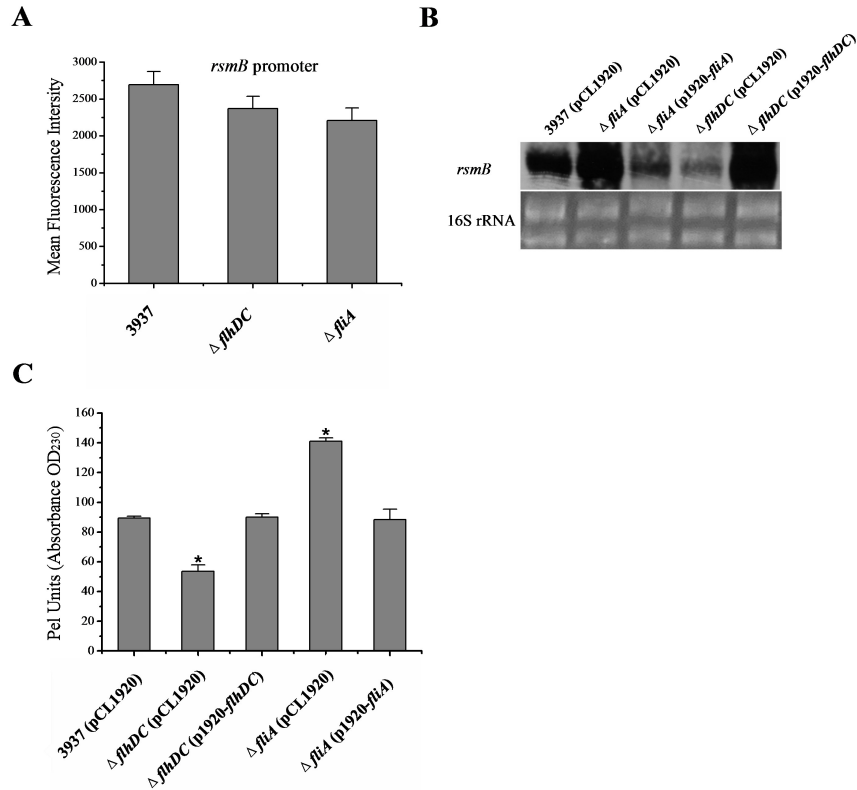 A
rsmB promoter
Mean Fluorescence Intensity
3000
2500
2000
1500
1000
500
0
3937
Δ flhDC
Δ fliA
B
3937 (pCL1920)
Δ fliA (pCL1920)
Δ fliA (p1920-fliA)
Δ flhDC (pCL1920)
Δ flhDC (p1920-flhDC)
rsmB
16S rRNA
C
Pel Units (Absorbance OD230)
160
140
120
100
80
60
40
20
0
*
*
3937 (pCL1920)
Δ flhDC (pCL1920)
Δ flhDC (p1920-flhDC)
Δ fliA (pCL1920)
Δ fliA (p1920-fliA)